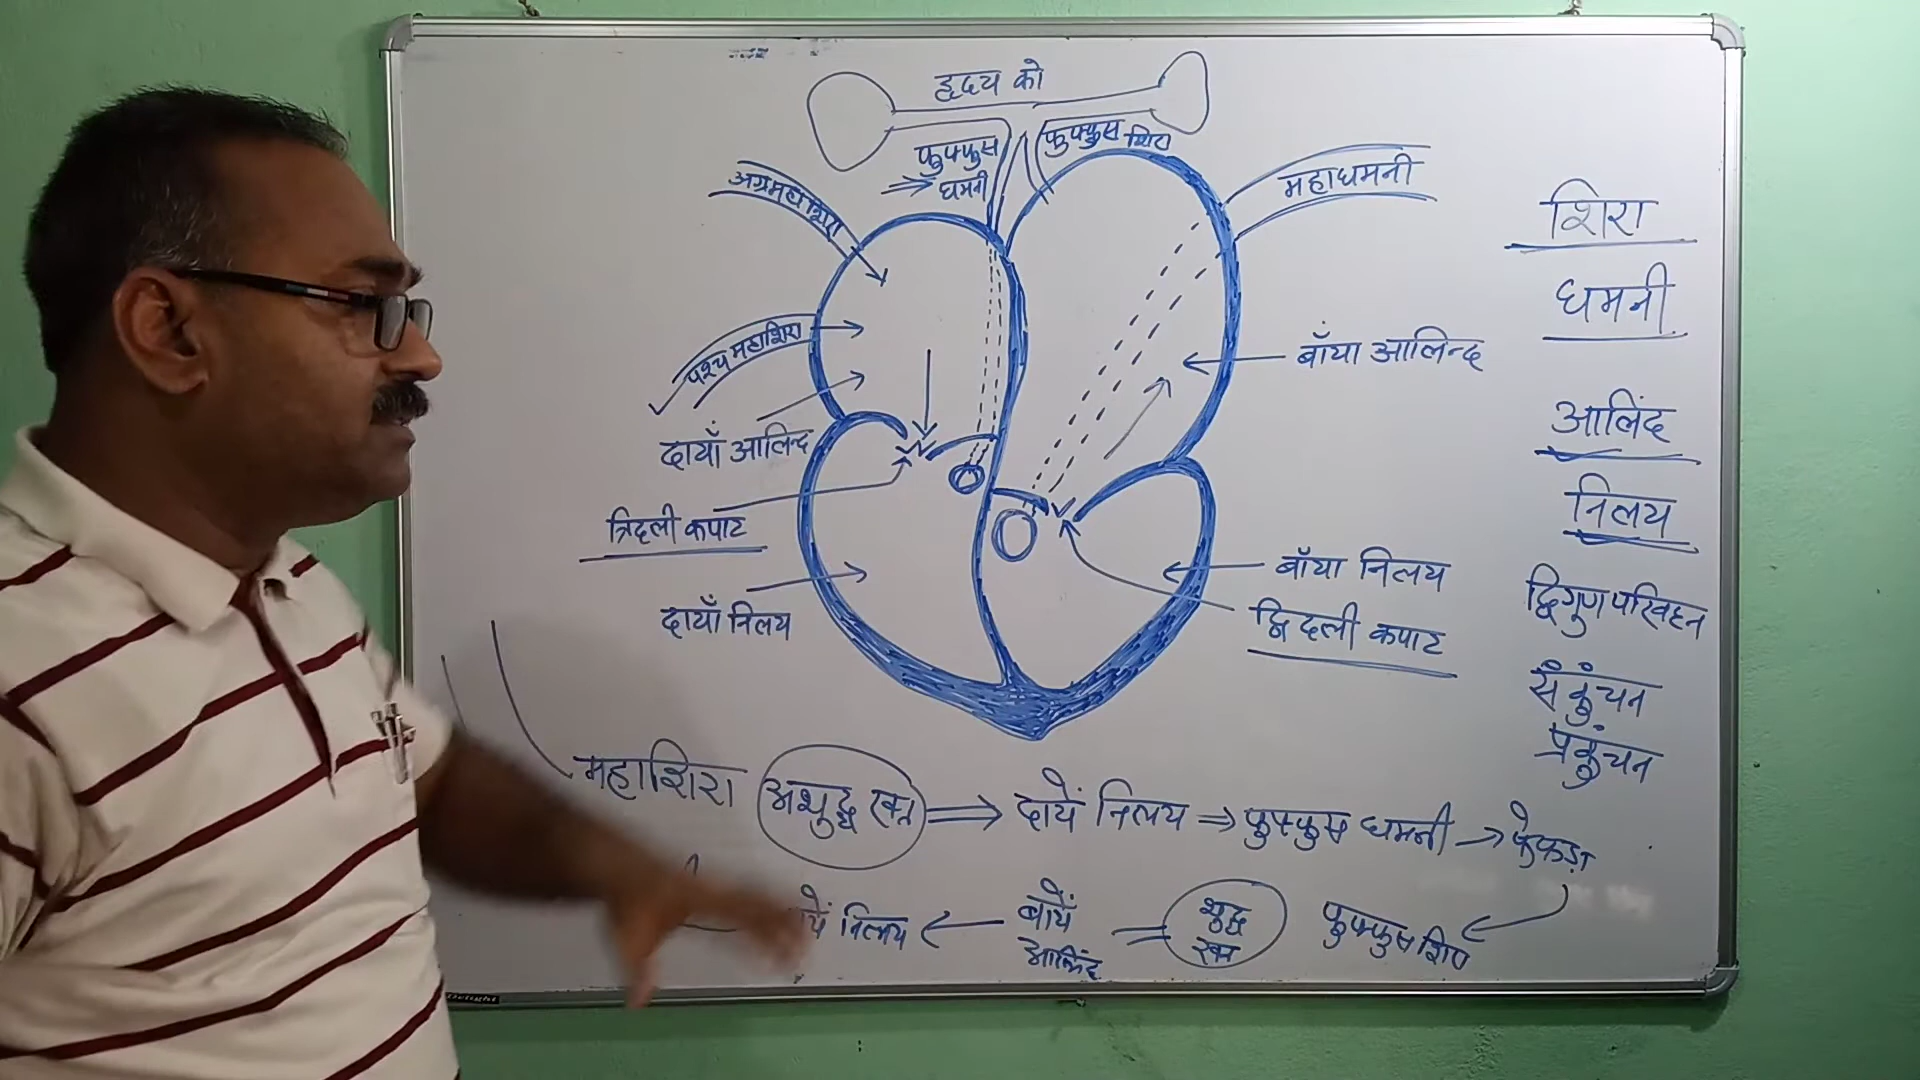 हृदय को
फुफ्फुस
धमनी
फुफ्फुस शिरा
अग्रमहाशिरा
महाधमनी
पश्च महाशिरा
दायाँ आलिन्द
त्रिदली कपाट
दायाँ निलय
बाँया आलिन्द
बाँया निलय
द्विदली कपाट
शिरा
धमनी
आलिंद
निलय
द्विगुण परिवहन
संकुंचन
प्रकुंचन
महाशिरा अशुद्ध रक्त ⇒ दायें निलय ⇒ फुफ्फुस धमनी → फेफड़ा
निलय ← बायें आलिंद = शुद्ध रक्त फुफ्फुस शिरा